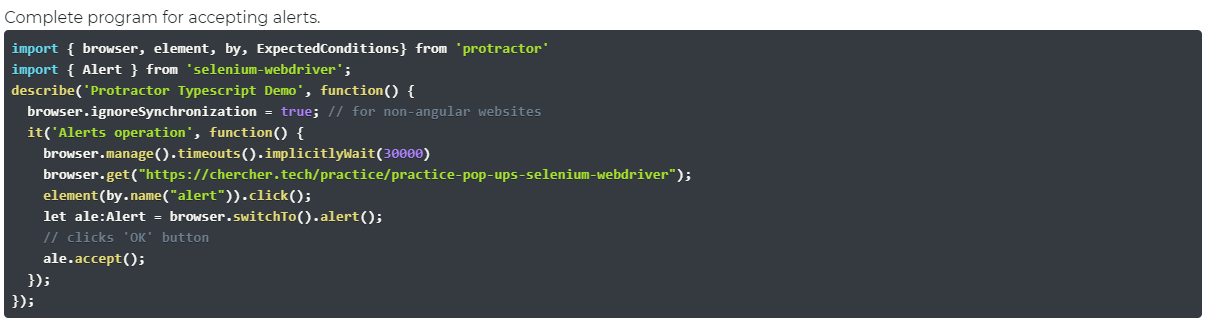 Complete program for accepting alerts.
import { browser, element, by, ExpectedConditions} from 'protractor'
import { Alert } from 'selenium-webdriver';
describe('Protractor Typescript Demo', function() {
  browser.ignoreSynchronization = true; // for non-angular websites
  it('Alerts operation', function() {
    browser.manage().timeouts().implicitlyWait(30000)
    browser.get("https://chercher.tech/practice/practice-pop-ups-selenium-webdriver");
    element(by.name("alert")).click();
    let ale:Alert = browser.switchTo().alert();
    // clicks 'OK' button
    ale.accept();
  });
});